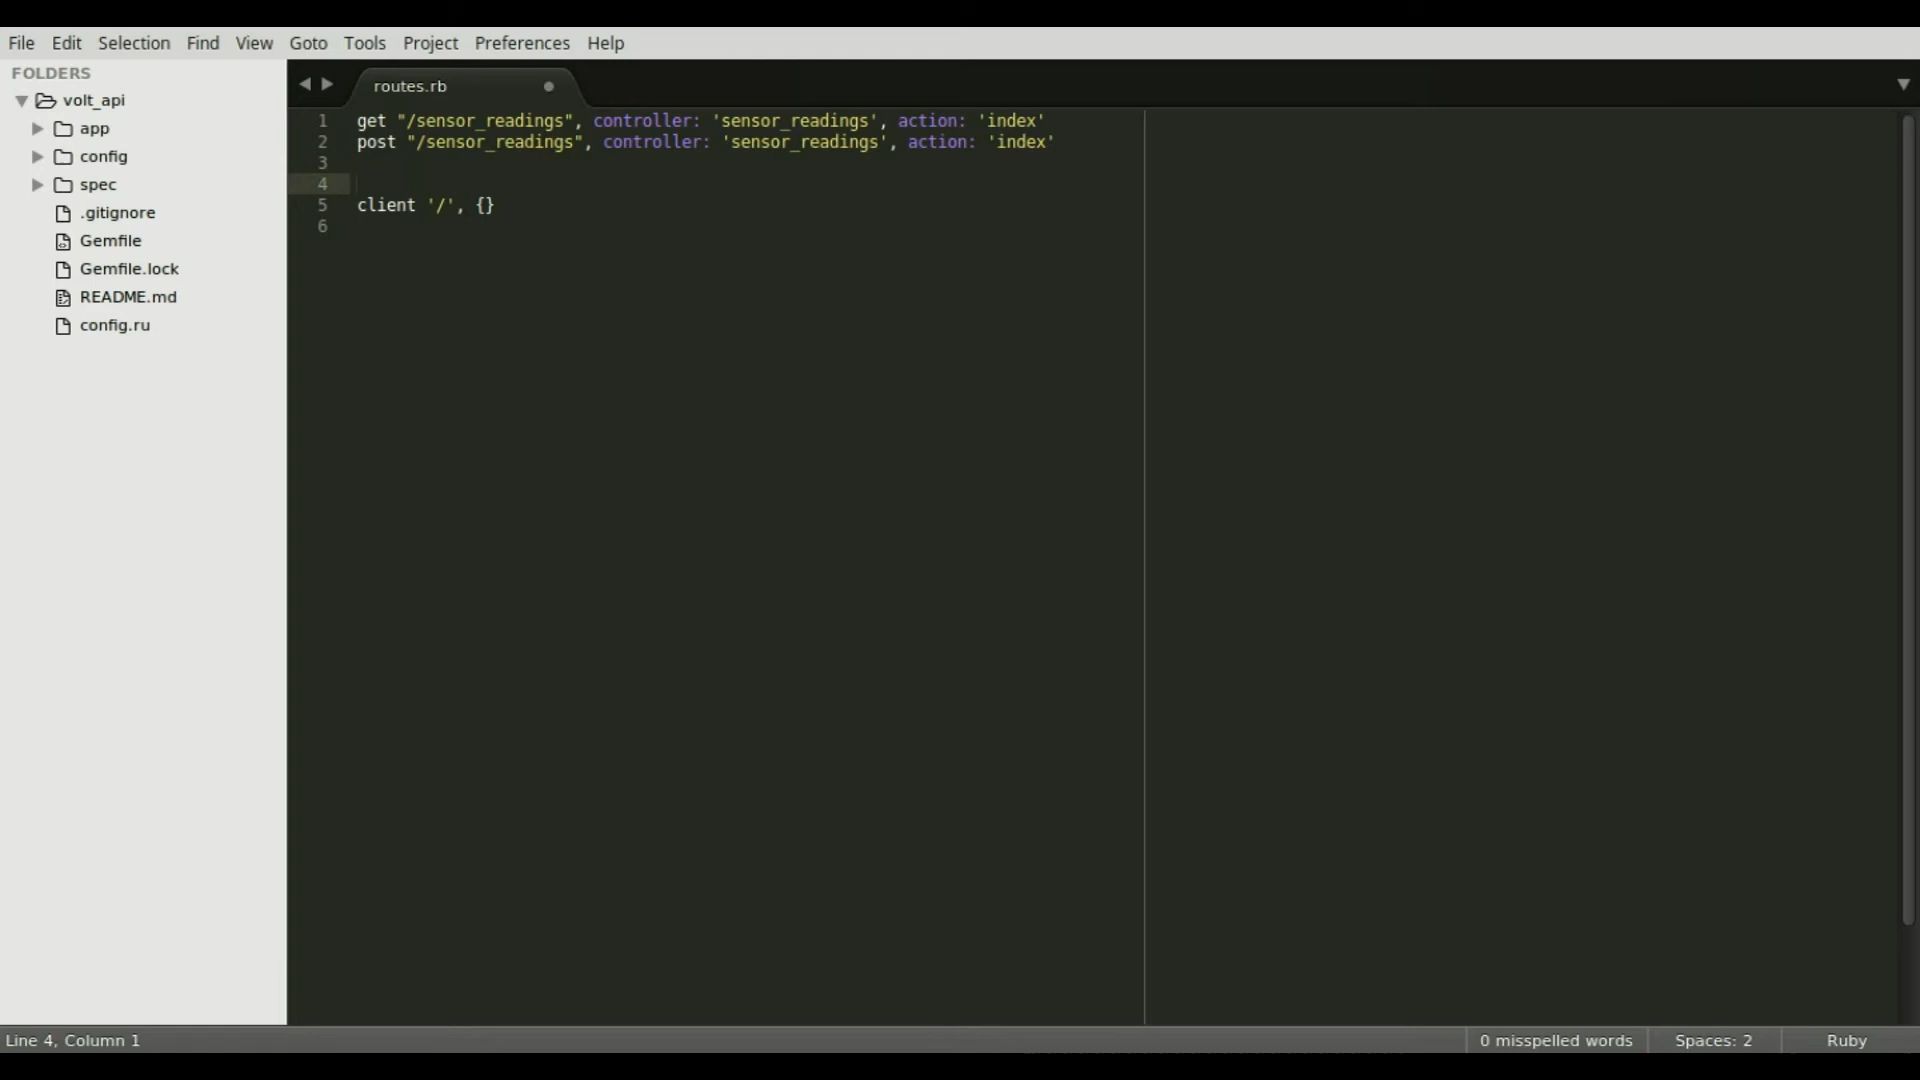 File Edit Selection Find View Goto Tools Project Preferences Help
FOLDERS
volt_api
app
config
spec
.gitignore
Gemfile
Gemfile.lock
README.md
config.ru
routes.rb
1 get "/sensor_readings", controller: 'sensor_readings', action: 'index'
2 post "/sensor_readings", controller: 'sensor_readings', action: 'index'
3
4
5 client '/', {}
6
Line 4, Column 1 0 misspelled words Spaces: 2 Ruby